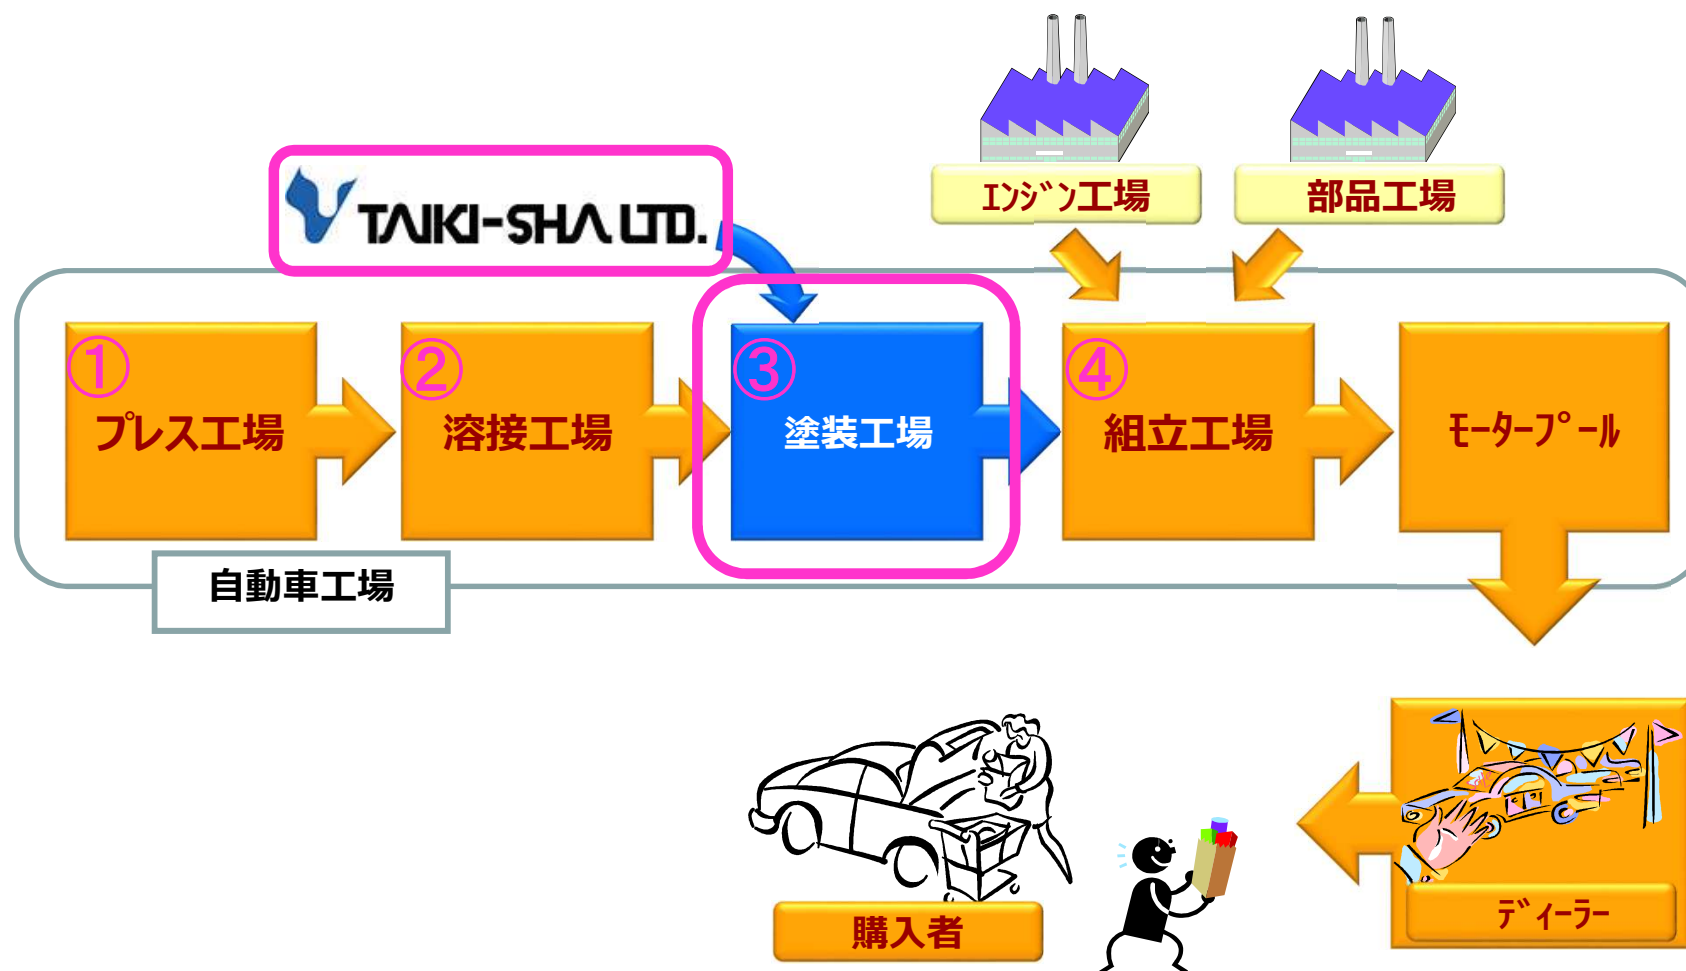 TAIKI-SHA LTD.
ｴﾝｼﾞﾝ工場
部品工場
①
プレス工場
②
溶接工場
③
塗装工場
④
組立工場
ﾓｰﾀｰﾌﾟｰﾙ
自動車工場
購入者
ﾃﾞｨｰﾗｰ